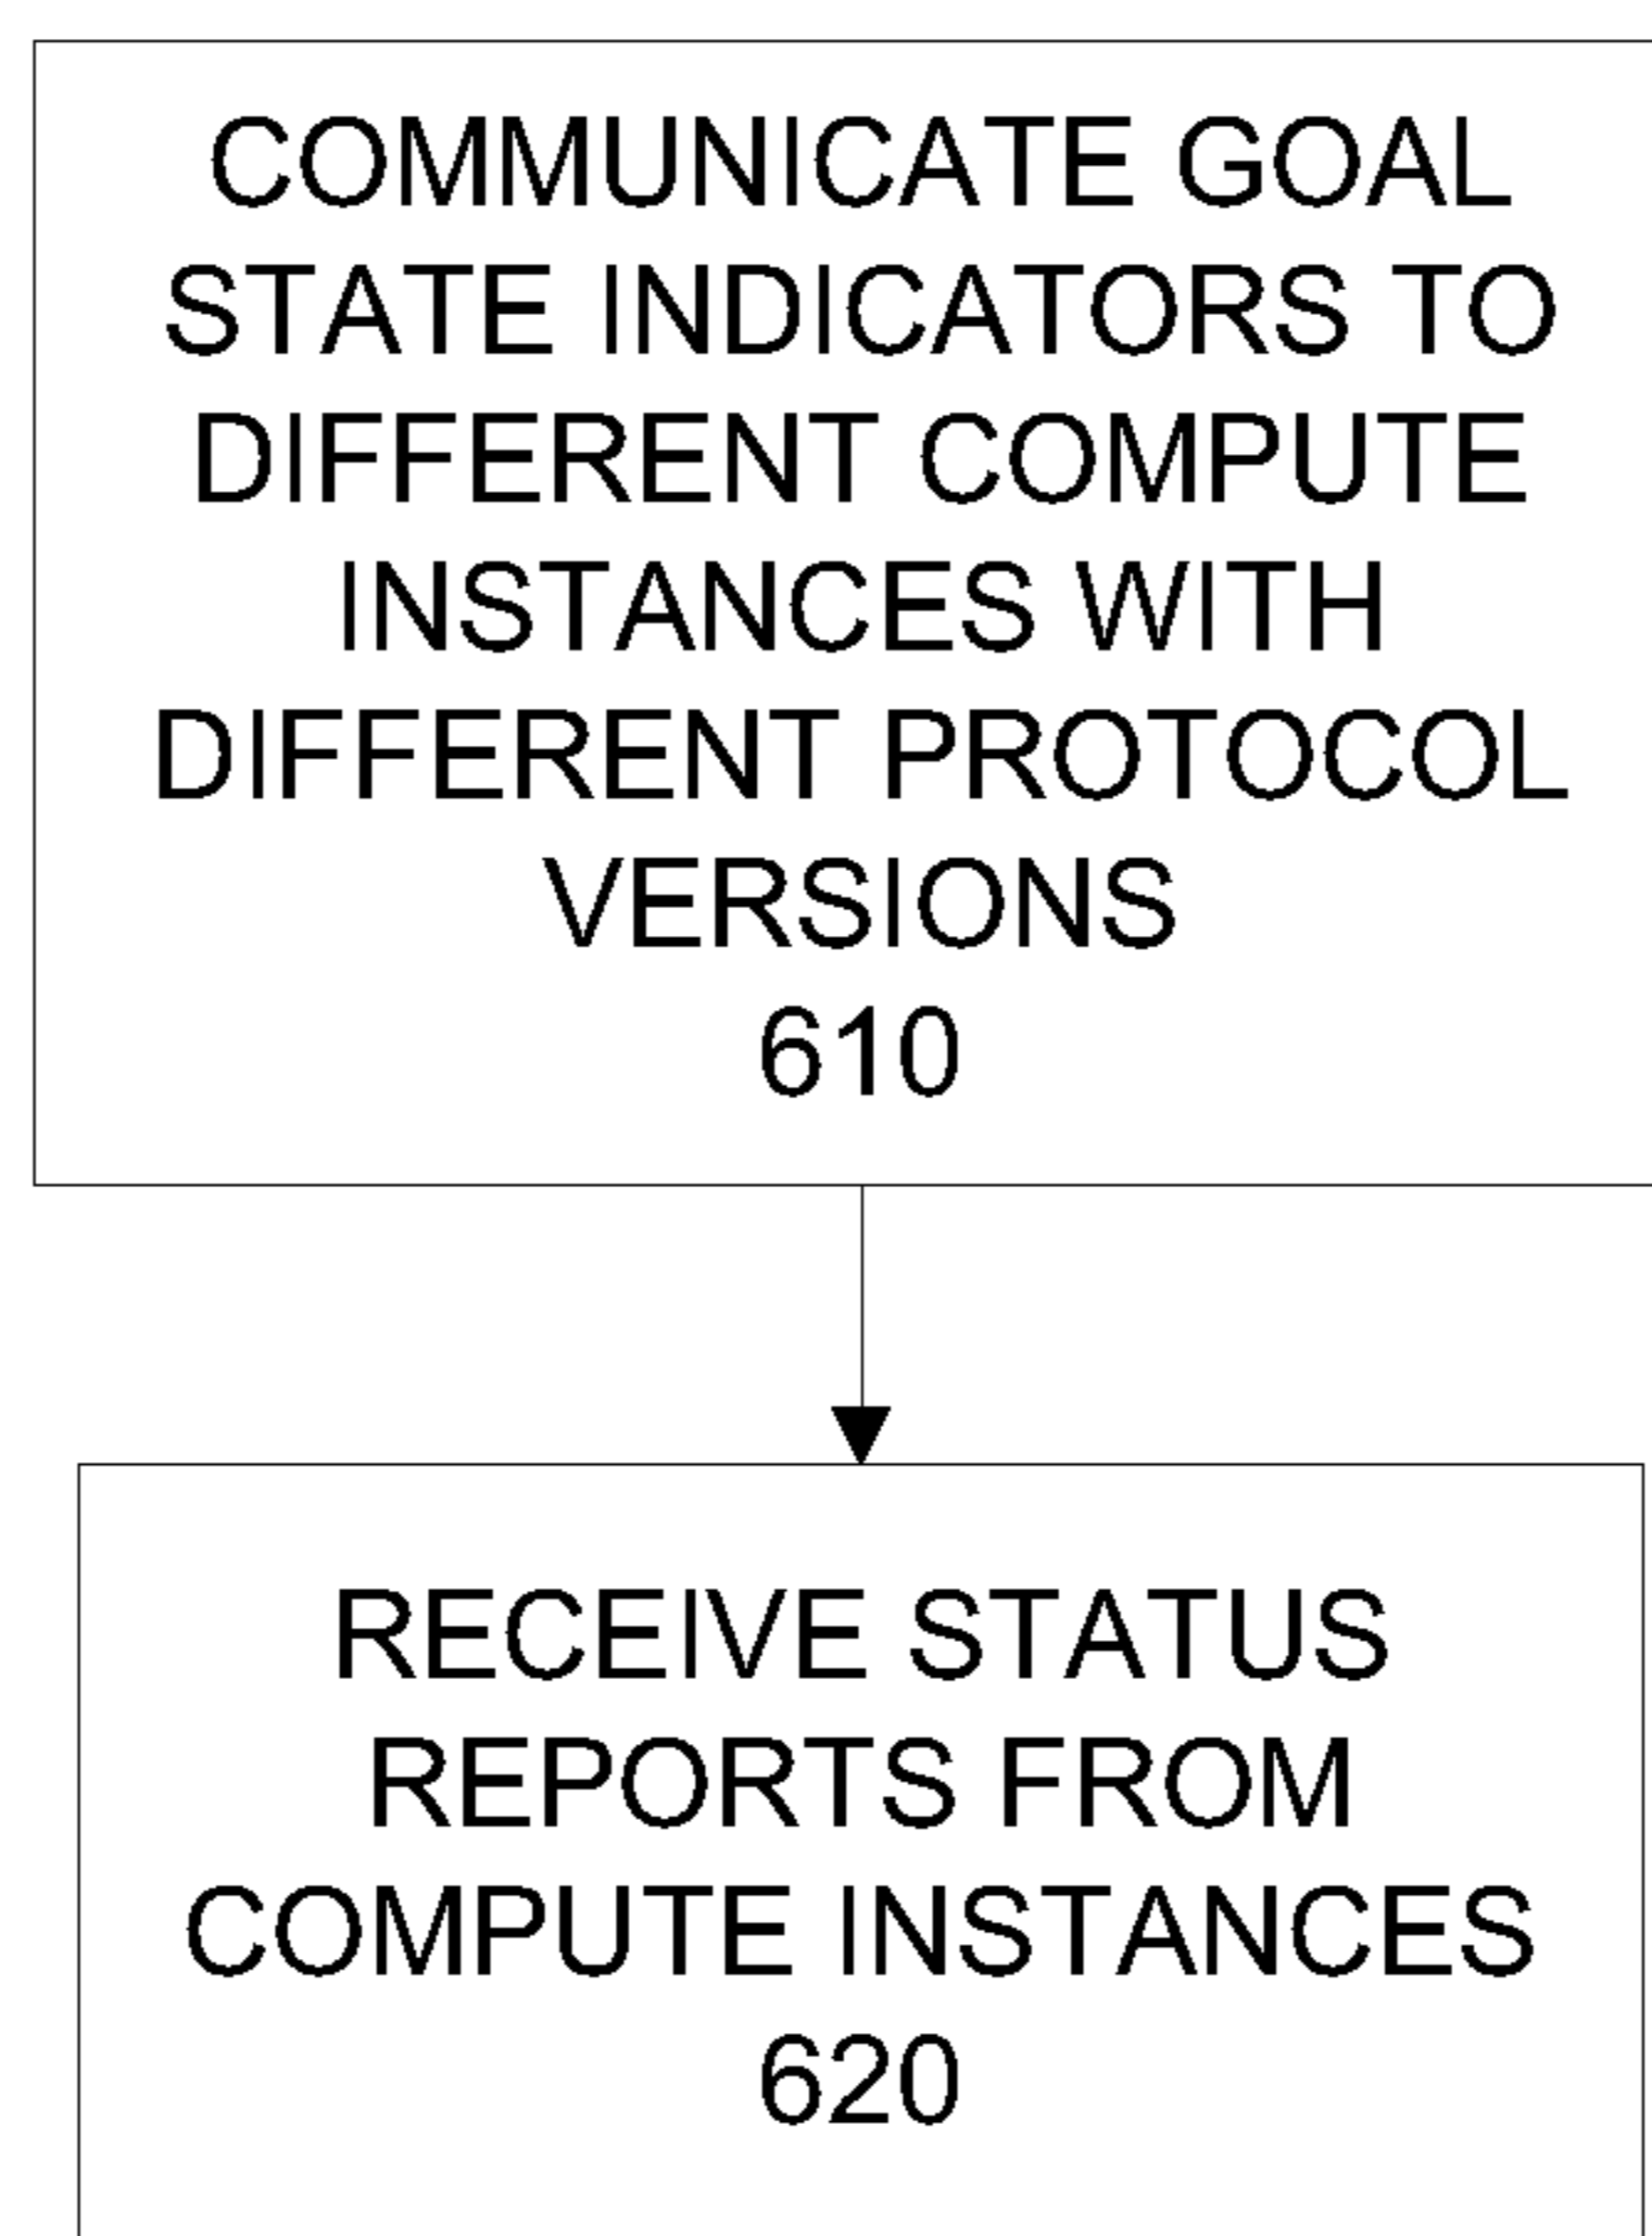 COMMUNICATE GOAL
STATE INDICATORS TO
DIFFERENT COMPUTE
INSTANCES WITH
DIFFERENT PROTOCOL
VERSIONS
610
RECEIVE STATUS
REPORTS FROM
COMPUTE INSTANCES
620